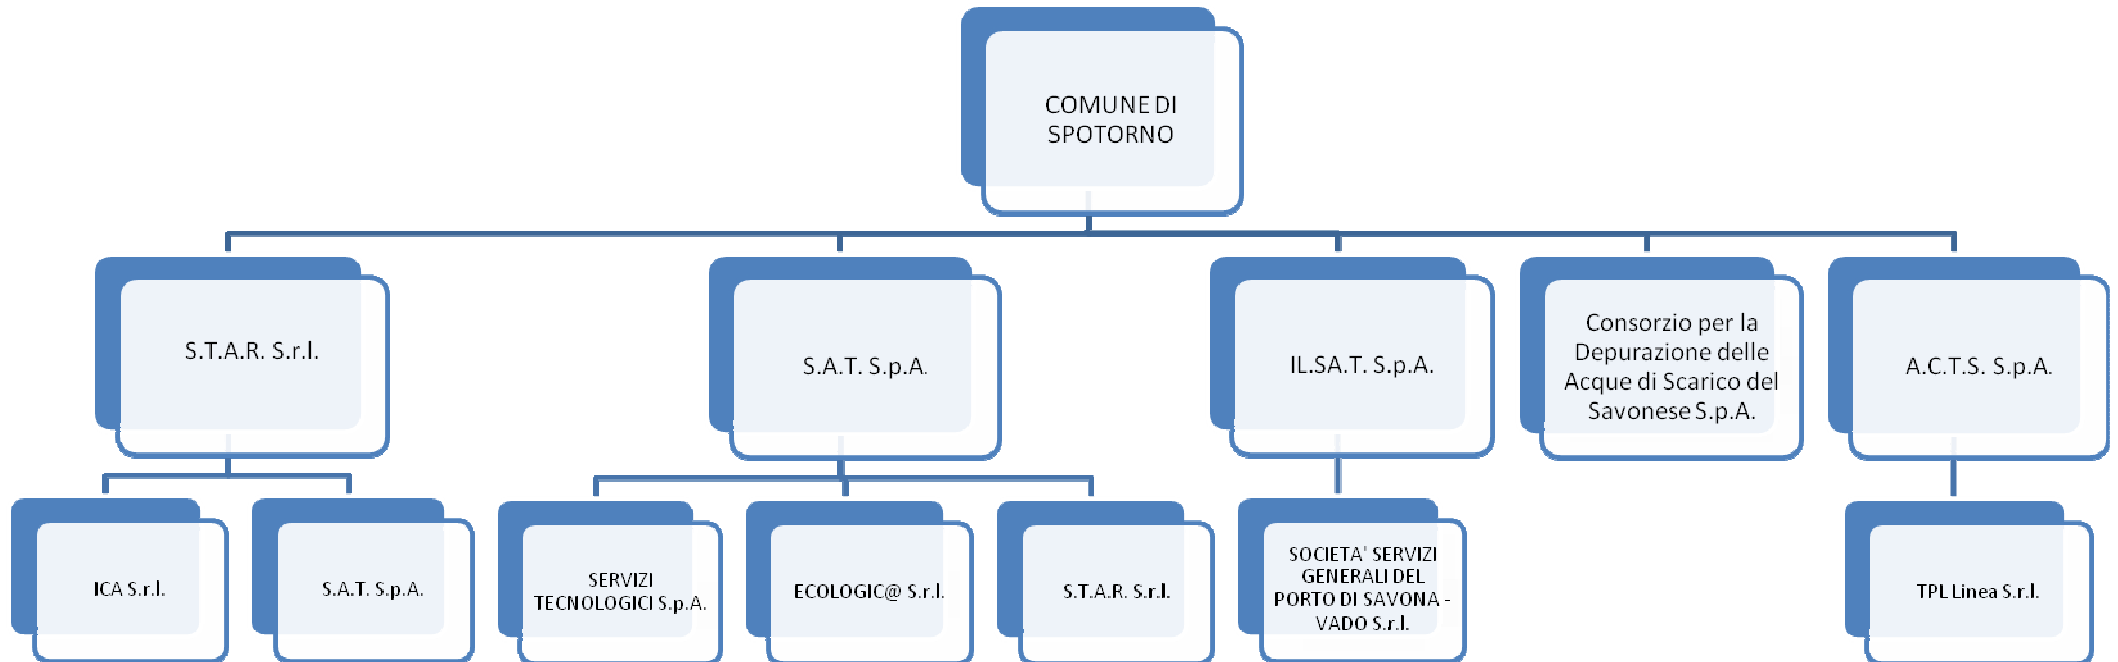 COMUNE DI
SPOTORNO
S.T.A.R. S.r.l.
S.A.T. S.p.A.
IL.SA.T. S.p.A.
Consorzio per la
Depurazione delle
Acque di Scarico del
Savonese S.p.A.
A.C.T.S. S.p.A.
ICA S.r.l.
S.A.T. S.p.A.
SERVIZI
TECNOLOGICI S.p.A.
ECOLOGIC@ S.r.l.
S.T.A.R. S.r.l.
SOCIETA' SERVIZI
GENERALI DEL
PORTO DI SAVONA -
VADO S.r.l.
TPL Linea S.r.l.